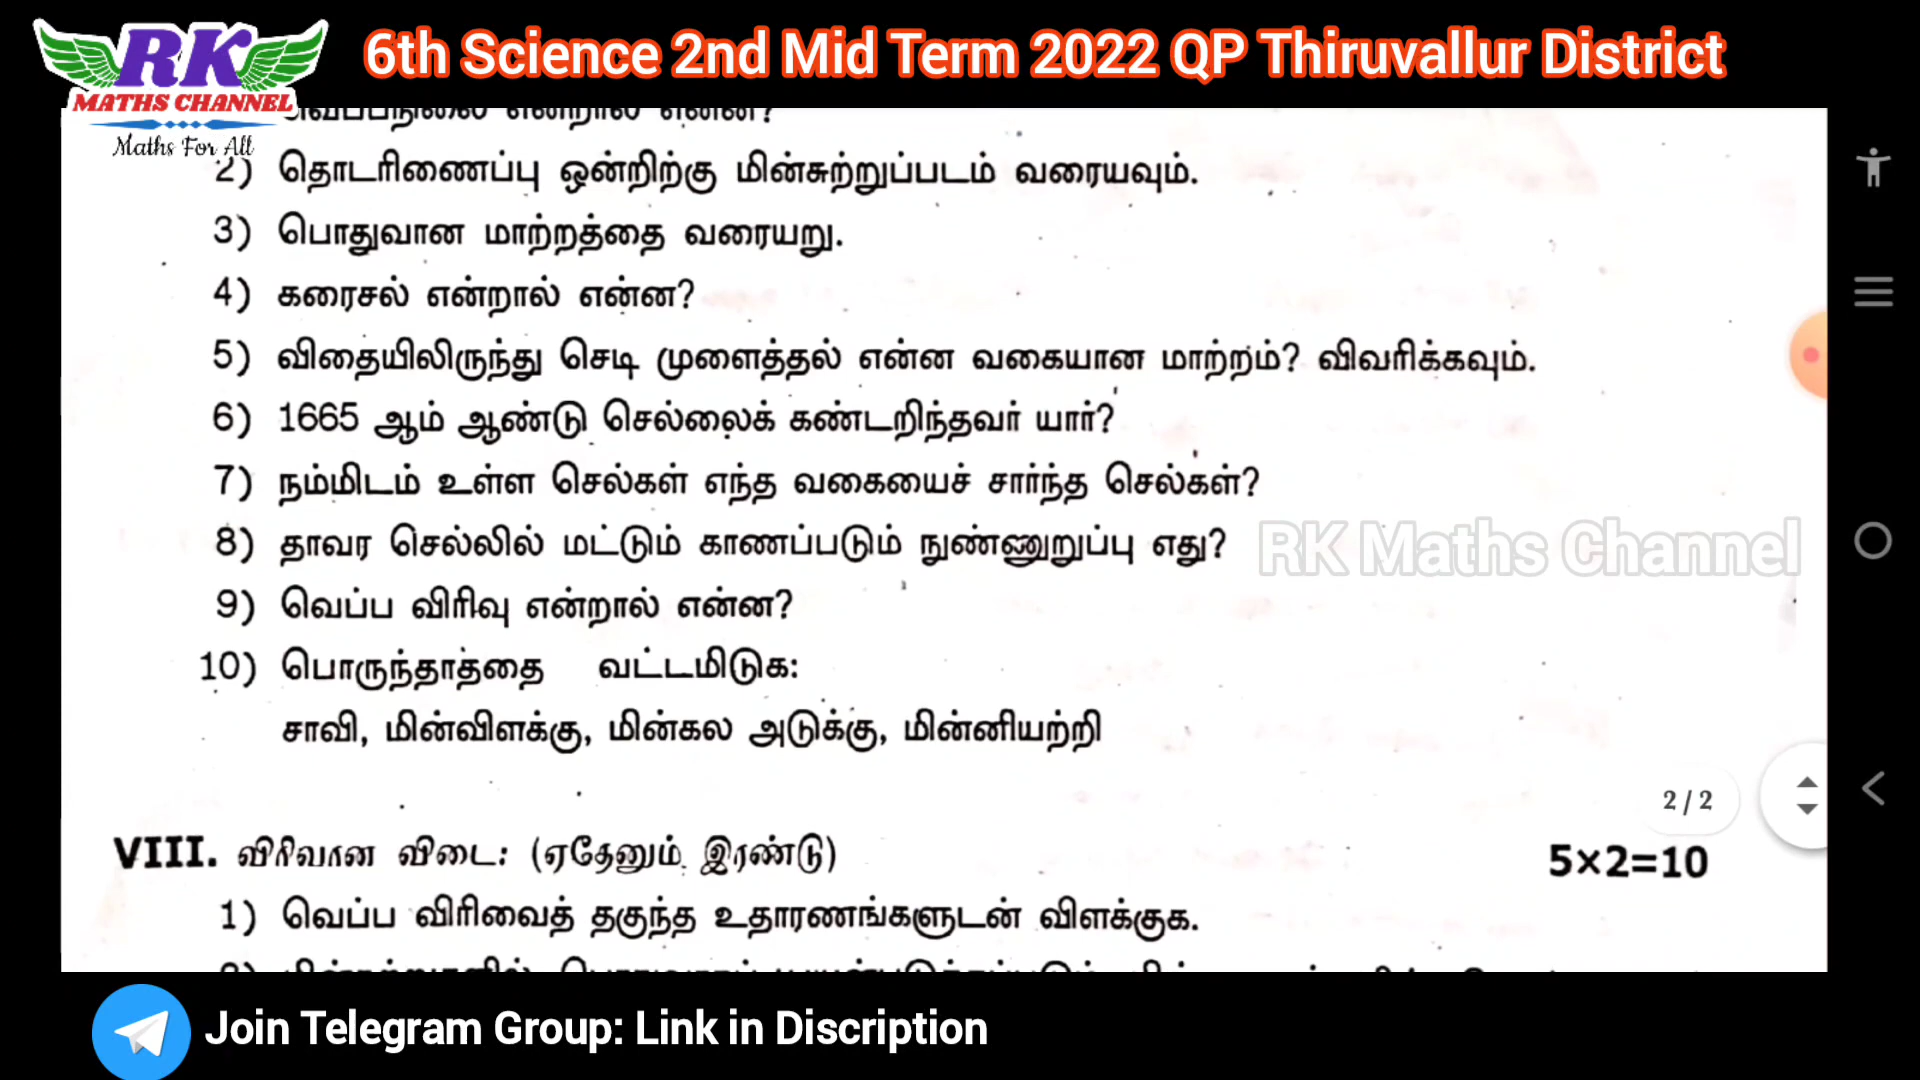 RK
MATHS CHANNEL
Maths For All
6th Science 2nd Mid Term 2022 QP Thiruvallur District
வெப்பநிலை என்றால் என்ன?
2) தொடரிணைப்பு ஒன்றிற்கு மின்சுற்றுப்படம் வரையவும்.
3) பொதுவான மாற்றத்தை வரையறு.
4) கரைசல் என்றால் என்ன?
5) விதையிலிருந்து செடி முளைத்தல் என்ன வகையான மாற்றம்? விவரிக்கவும்.
6) 1665 ஆம் ஆண்டு செல்லைக் கண்டறிந்தவர் யார்?
7) நம்மிடம் உள்ள செல்கள் எந்த வகையைச் சார்ந்த செல்கள்?
8) தாவர செல்லில் மட்டும் காணப்படும் நுண்ணுறுப்பு எது?
RK Maths Channel
9) வெப்ப விரிவு என்றால் என்ன?
10) பொருந்தாத்தை வட்டமிடுக:
சாவி, மின்விளக்கு, மின்கல அடுக்கு, மின்னியற்றி
2 / 2
VIII. விரிவான விடை: (ஏதேனும் இரண்டு) 5×2=10
1) வெப்ப விரிவைத் தகுந்த உதாரணங்களுடன் விளக்குக.
Join Telegram Group: Link in Discription